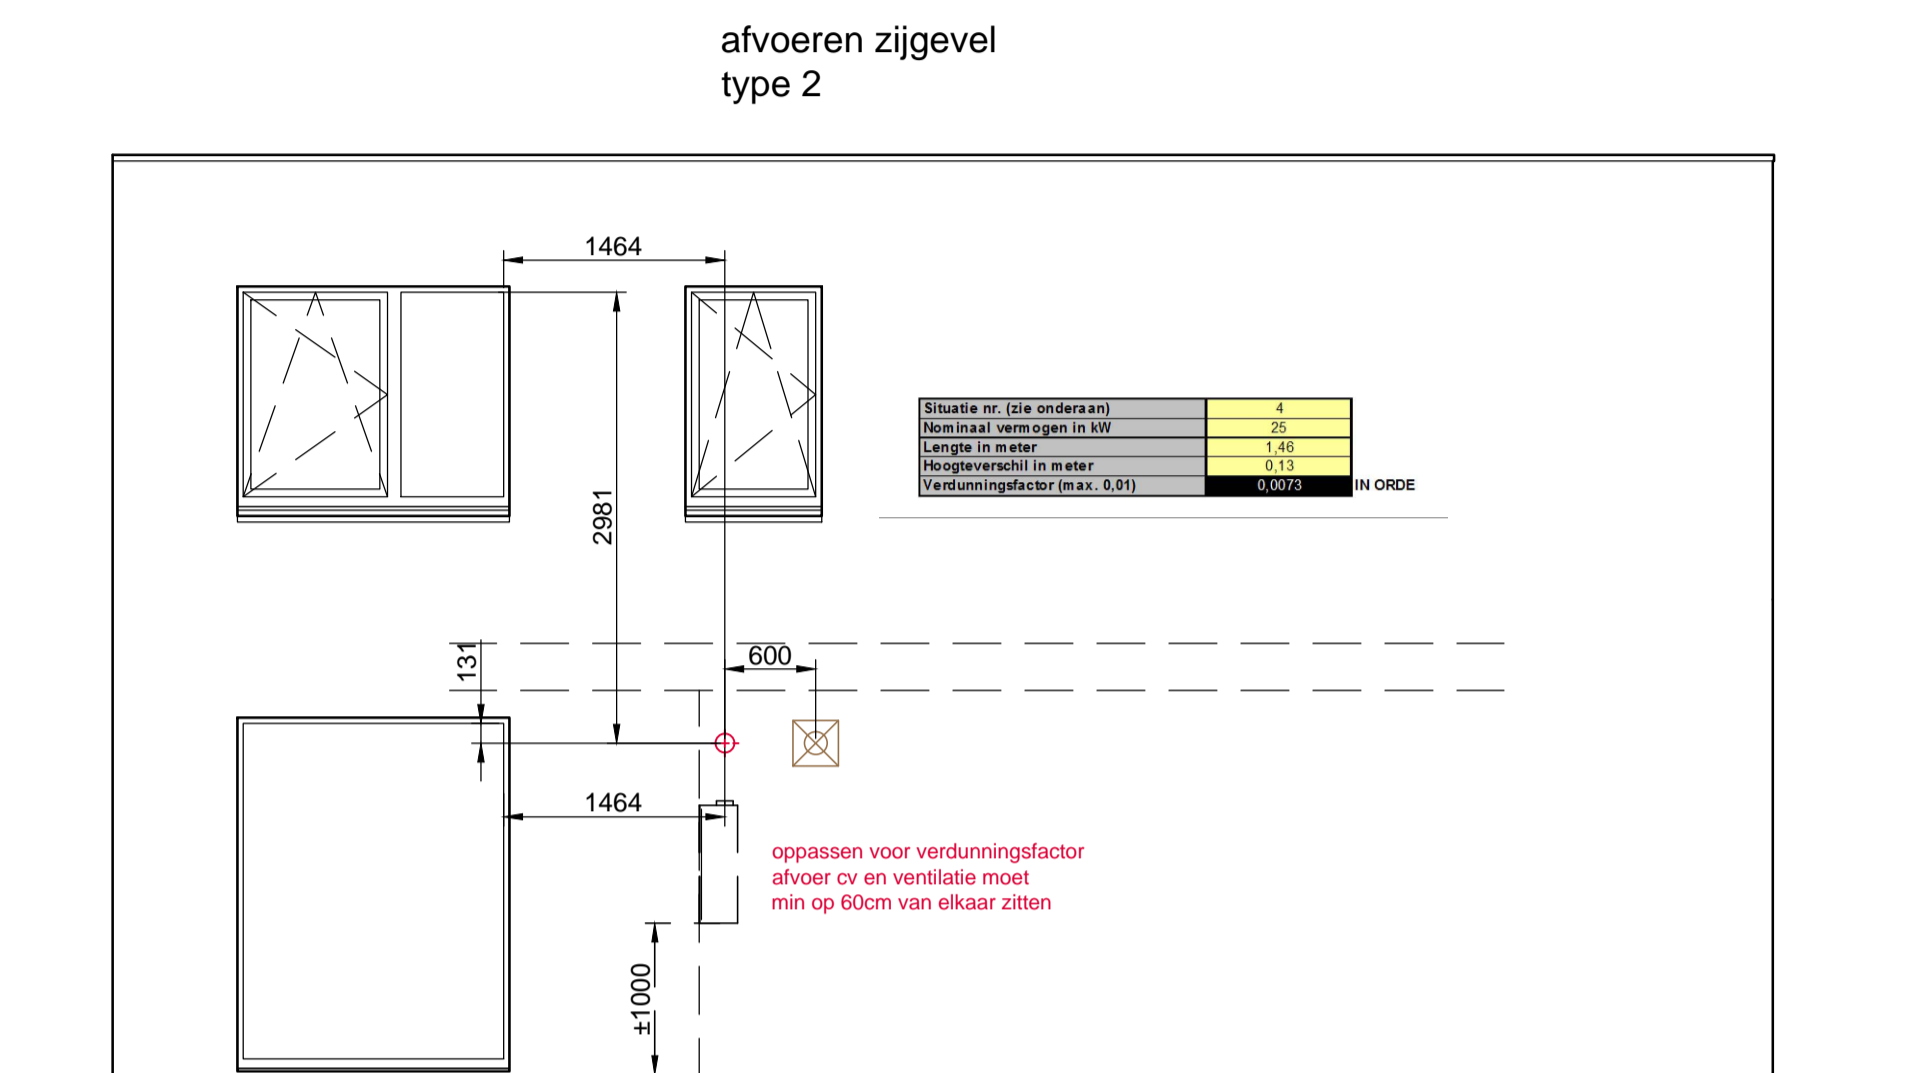 afvoeren zijgevel
type 2
1464
2981
Situatie nr. (zie onderaan) 4
Nominaal vermogen in kW 25
Lengte in meter 1,46
Hoogteverschil in meter 0,13
Verdunningsfactor (max. 0,01) 0,0073 IN ORDE
131
600
1464
oppassen voor verdunningsfactor
afvoer cv en ventilatie moet
min op 60cm van elkaar zitten
±1000